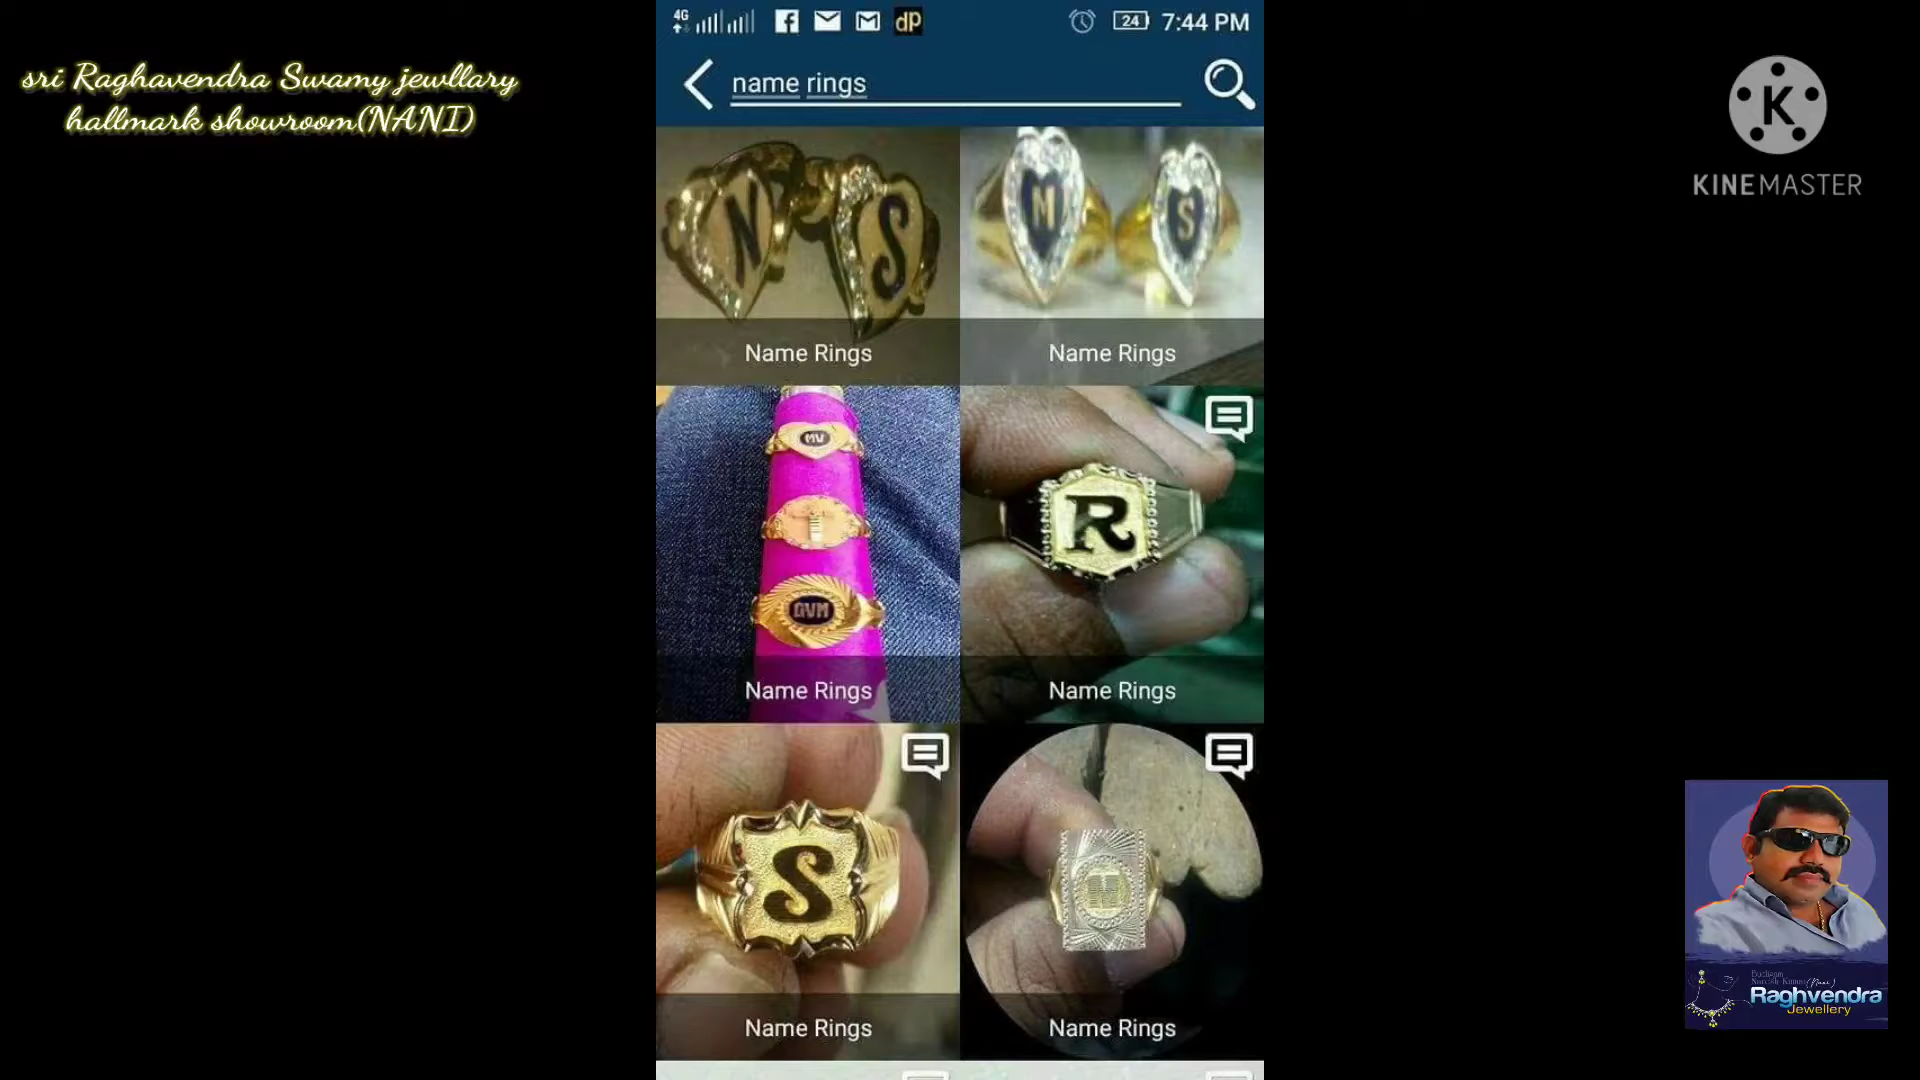 sri Raghavendra Swamy jewllary
hallmark showroom(NANI)
4G
24
7:44 PM
name rings
KINEMASTER
K
N S
M S
Name Rings
Name Rings
MV
T
GVM
R
Name Rings
Name Rings
S
M
Name Rings
Name Rings
Raghvendra
Jewellery